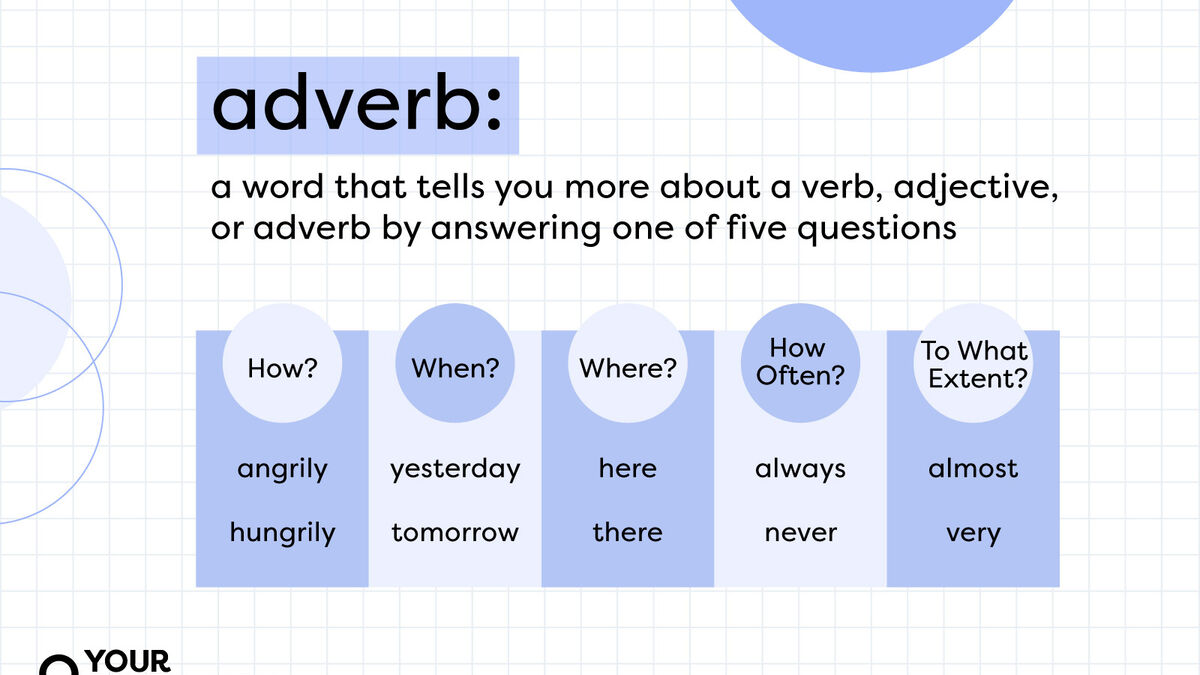 adverb:
a word that tells you more about a verb, adjective,
or adverb by answering one of five questions
How? When? Where? How Often? To What Extent?
angrily yesterday here always almost
hungrily tomorrow there never very
YOUR